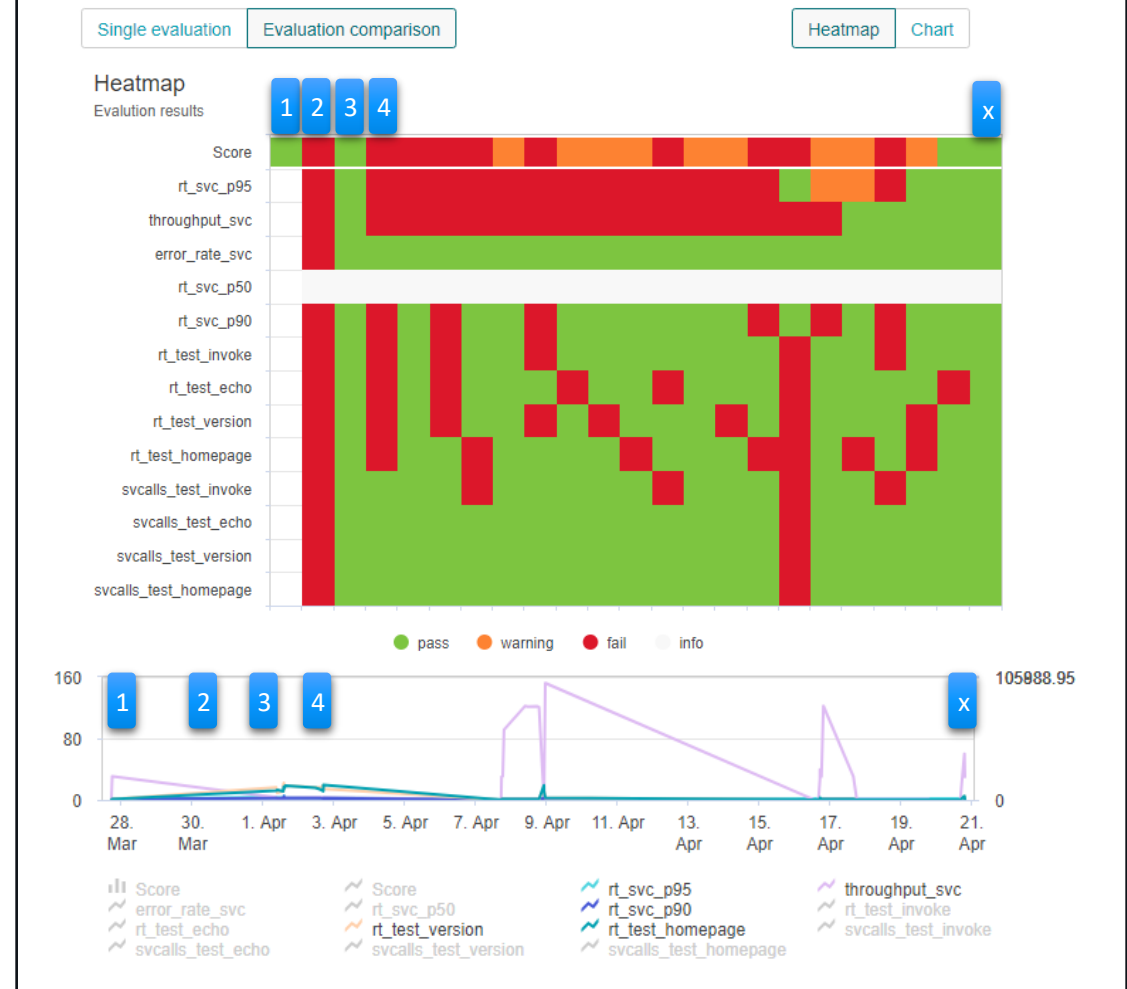 Single evaluation Evaluation comparison Heatmap Chart
Heatmap
Evalution results
1 2 3 4 x
Score
rt_svc_p95
throughput_svc
error_rate_svc
rt_svc_p50
rt_svc_p90
rt_test_invoke
rt_test_echo
rt_test_version
rt_test_homepage
svcalls_test_invoke
svcalls_test_echo
svcalls_test_version
svcalls_test_homepage
pass warning fail info
160
1 2 3 4 x
80
0 0
28. Mar 30. Mar 1. Apr 3. Apr 5. Apr 7. Apr 9. Apr 11. Apr 13. Apr 15. Apr 17. Apr 19. Apr 21. Apr
Score Score rt_svc_p95 throughput_svc
error_rate_svc rt_svc_p50 rt_svc_p90 rt_test_invoke
rt_test_echo rt_test_version rt_test_homepage svcalls_test_invoke
svcalls_test_echo svcalls_test_version svcalls_test_homepage